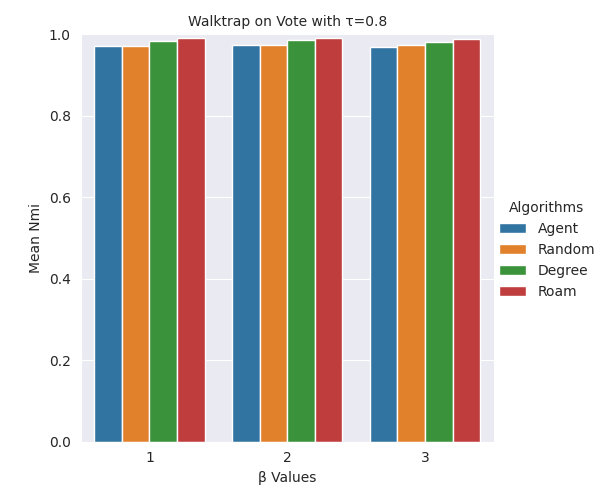 Walktrap on Vote with τ=0.8
1.0
0.8
0.6
0.4
0.2
0.0
Mean Nmi
1 2 3
β Values
Algorithms
Agent
Random
Degree
Roam